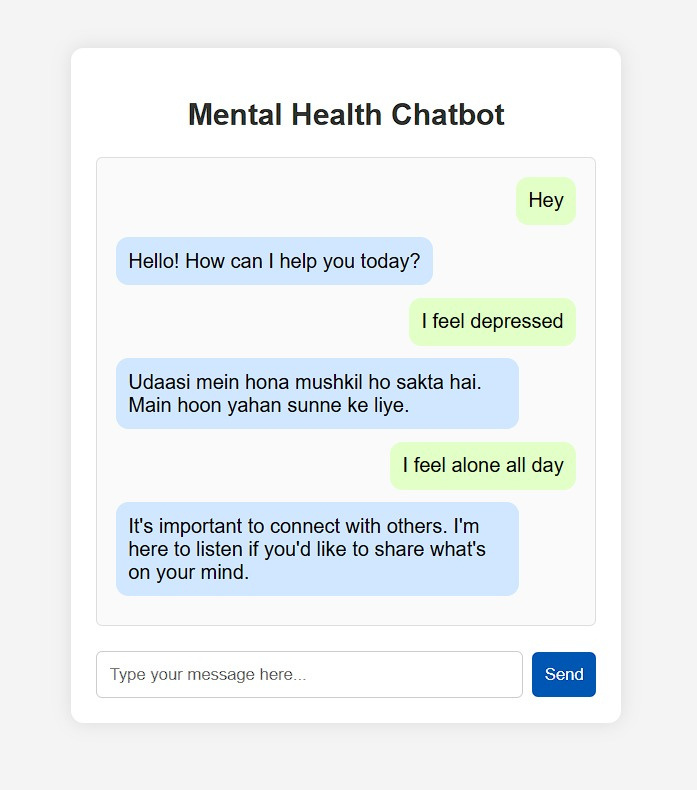 Mental Health Chatbot
Hey
Hello! How can I help you today?
I feel depressed
Udaasi mein hona mushkil ho sakta hai.
Main hoon yahan sunne ke liye.
I feel alone all day
It's important to connect with others. I'm
here to listen if you'd like to share what's
on your mind.
Type your message here...
Send